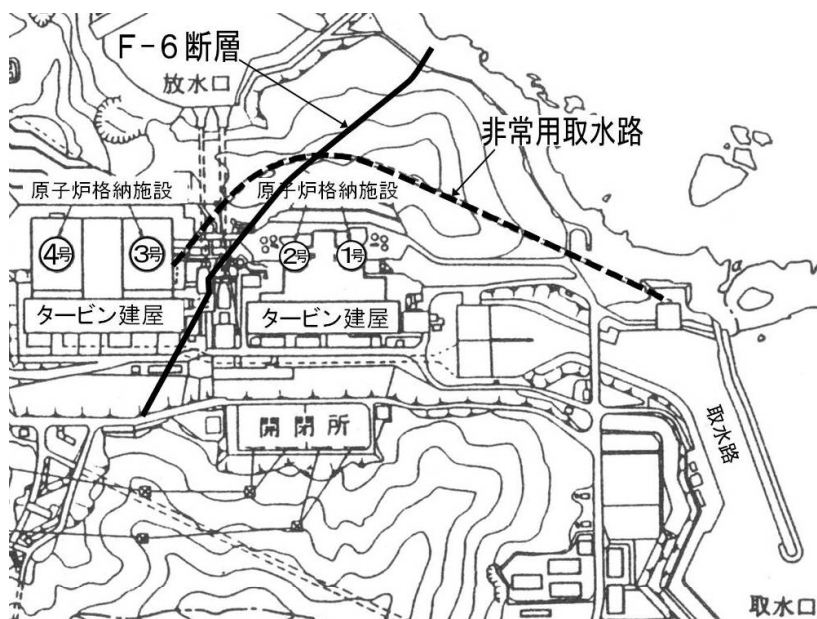 F-6断層
放水口
非常用取水路
原子炉格納施設
原子炉格納施設
④号
③号
②号
①号
タービン建屋
タービン建屋
開閉所
取水路
取水口